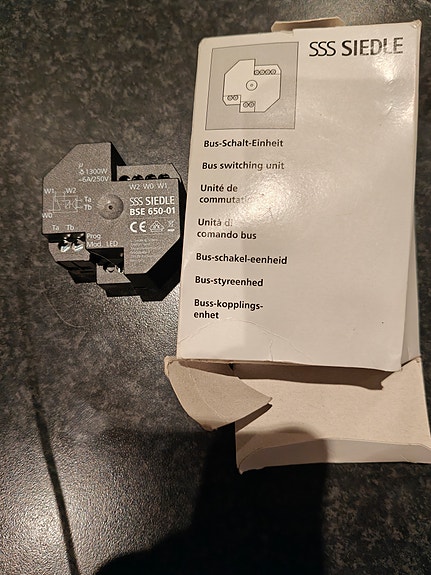 SSS SIEDLE
Bus-Schalt-Einheit
Bus switching unit
Unité de
commutat
Unità di
comando bus
Bus-schakel-eenheid
Bus-styreenhed
Buss-kopplings-
enhet
µ
1300W
≈6A/250V
W1 W2
Ta
Tb
W0
W2 W0 W1
SSS SIEDLE
BSE 650-01
CE
Ta Tb
Prog
Mod. LED